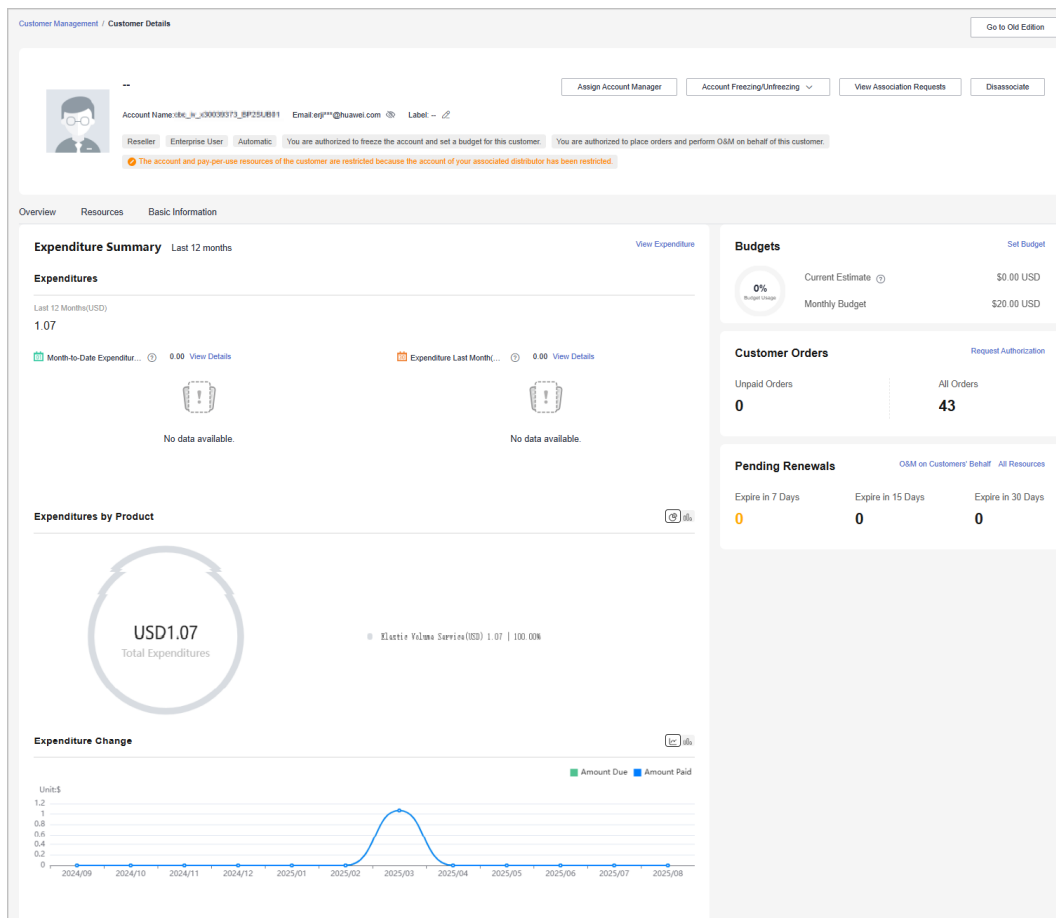 Customer Management / Customer Details
Go to Old Edition
--
Assign Account Manager
Account Freezing/Unfreezing
View Association Requests
Disassociate
Account Name: Email:erji***@huawei.com Label: --
Reseller
Enterprise User
Automatic
You are authorized to freeze the account and set a budget for this customer.
You are authorized to place orders and perform O&M on behalf of this customer.
The account and pay-per-use resources of the customer are restricted because the account of your associated distributor has been restricted.
Overview Resources Basic Information
Expenditure Summary Last 12 months
View Expenditure
Expenditures
Last 12 Months(USD)
1.07
Month-to-Date Expenditur... 0.00 View Details
Expenditure Last Month(... 0.00 View Details
No data available.
No data available.
Expenditures by Product
USD1.07
Total Expenditures
Elastic Volume Service(USD) 1.07 | 100.00%
Expenditure Change
Amount Due Amount Paid
Unit:$
1.2
1
0.8
0.6
0.4
0.2
0
2024/09 2024/10 2024/11 2024/12 2025/01 2025/02 2025/03 2025/04 2025/05 2025/06 2025/07 2025/08
Budgets
Set Budget
0%
Budget Usage
Current Estimate $0.00 USD
Monthly Budget $20.00 USD
Customer Orders
Request Authorization
Unpaid Orders All Orders
0 43
Pending Renewals
O&M on Customers' Behalf All Resources
Expire in 7 Days Expire in 15 Days Expire in 30 Days
0 0 0